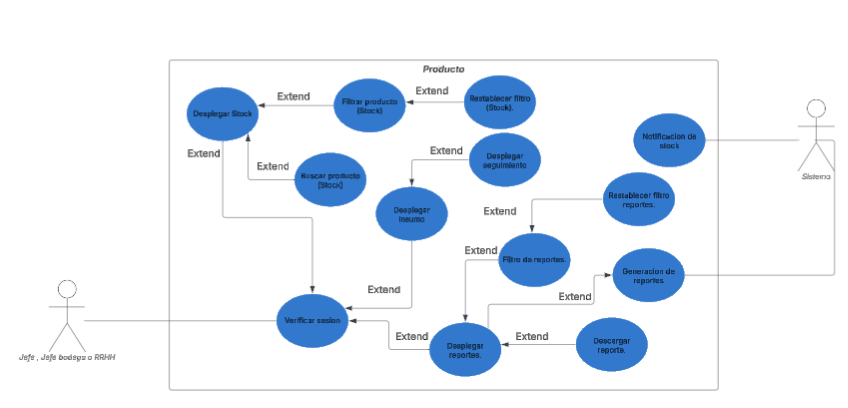 Producto
Extend
Extend
Desplegar Stock
Filtrar producto
(Stock)
Restablecer filtro
(Stock).
Notificacion de
stock
Extend
Extend
Extend
Desplegar
seguimiento
Buscar producto
(Stock)
Sistema
Restablecer filtro
reportes.
Desplegar
Insumo
Extend
Extend
Filtro de reportes.
Generacion de
reportes
Extend
Extend
Verificar sesion
Extend
Extend
Desplegar
reportes.
Descargar
reporte.
Jefe , Jefe bodega o RRHH